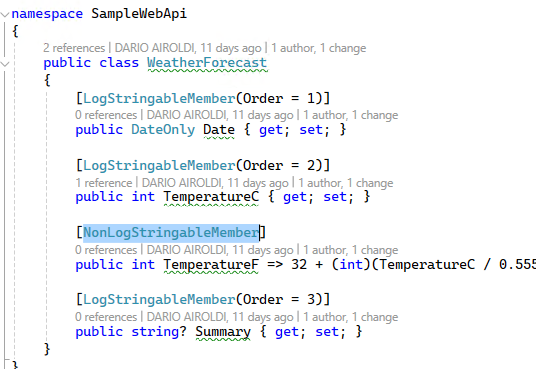 namespace SampleWebApi
{
2 references | DARIO AIROLDI, 11 days ago | 1 author, 1 change
public class WeatherForecast
{
[LogStringableMember(Order = 1)]
0 references | DARIO AIROLDI, 11 days ago | 1 author, 1 change
public DateOnly Date { get; set; }
[LogStringableMember(Order = 2)]
1 reference | DARIO AIROLDI, 11 days ago | 1 author, 1 change
public int TemperatureC { get; set; }
[NonLogStringableMember]
0 references | DARIO AIROLDI, 11 days ago | 1 author, 1 change
public int TemperatureF => 32 + (int)(TemperatureC / 0.555
[LogStringableMember(Order = 3)]
0 references | DARIO AIROLDI, 11 days ago | 1 author, 1 change
public string? Summary { get; set; }
}
}